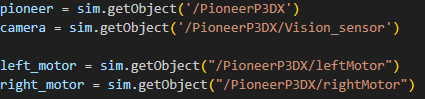 pioneer = sim.getObject('/PioneerP3DX')
camera = sim.getObject('/PioneerP3DX/Vision_sensor')
left_motor = sim.getObject("/PioneerP3DX/leftMotor")
right_motor = sim.getObject("/PioneerP3DX/rightMotor")